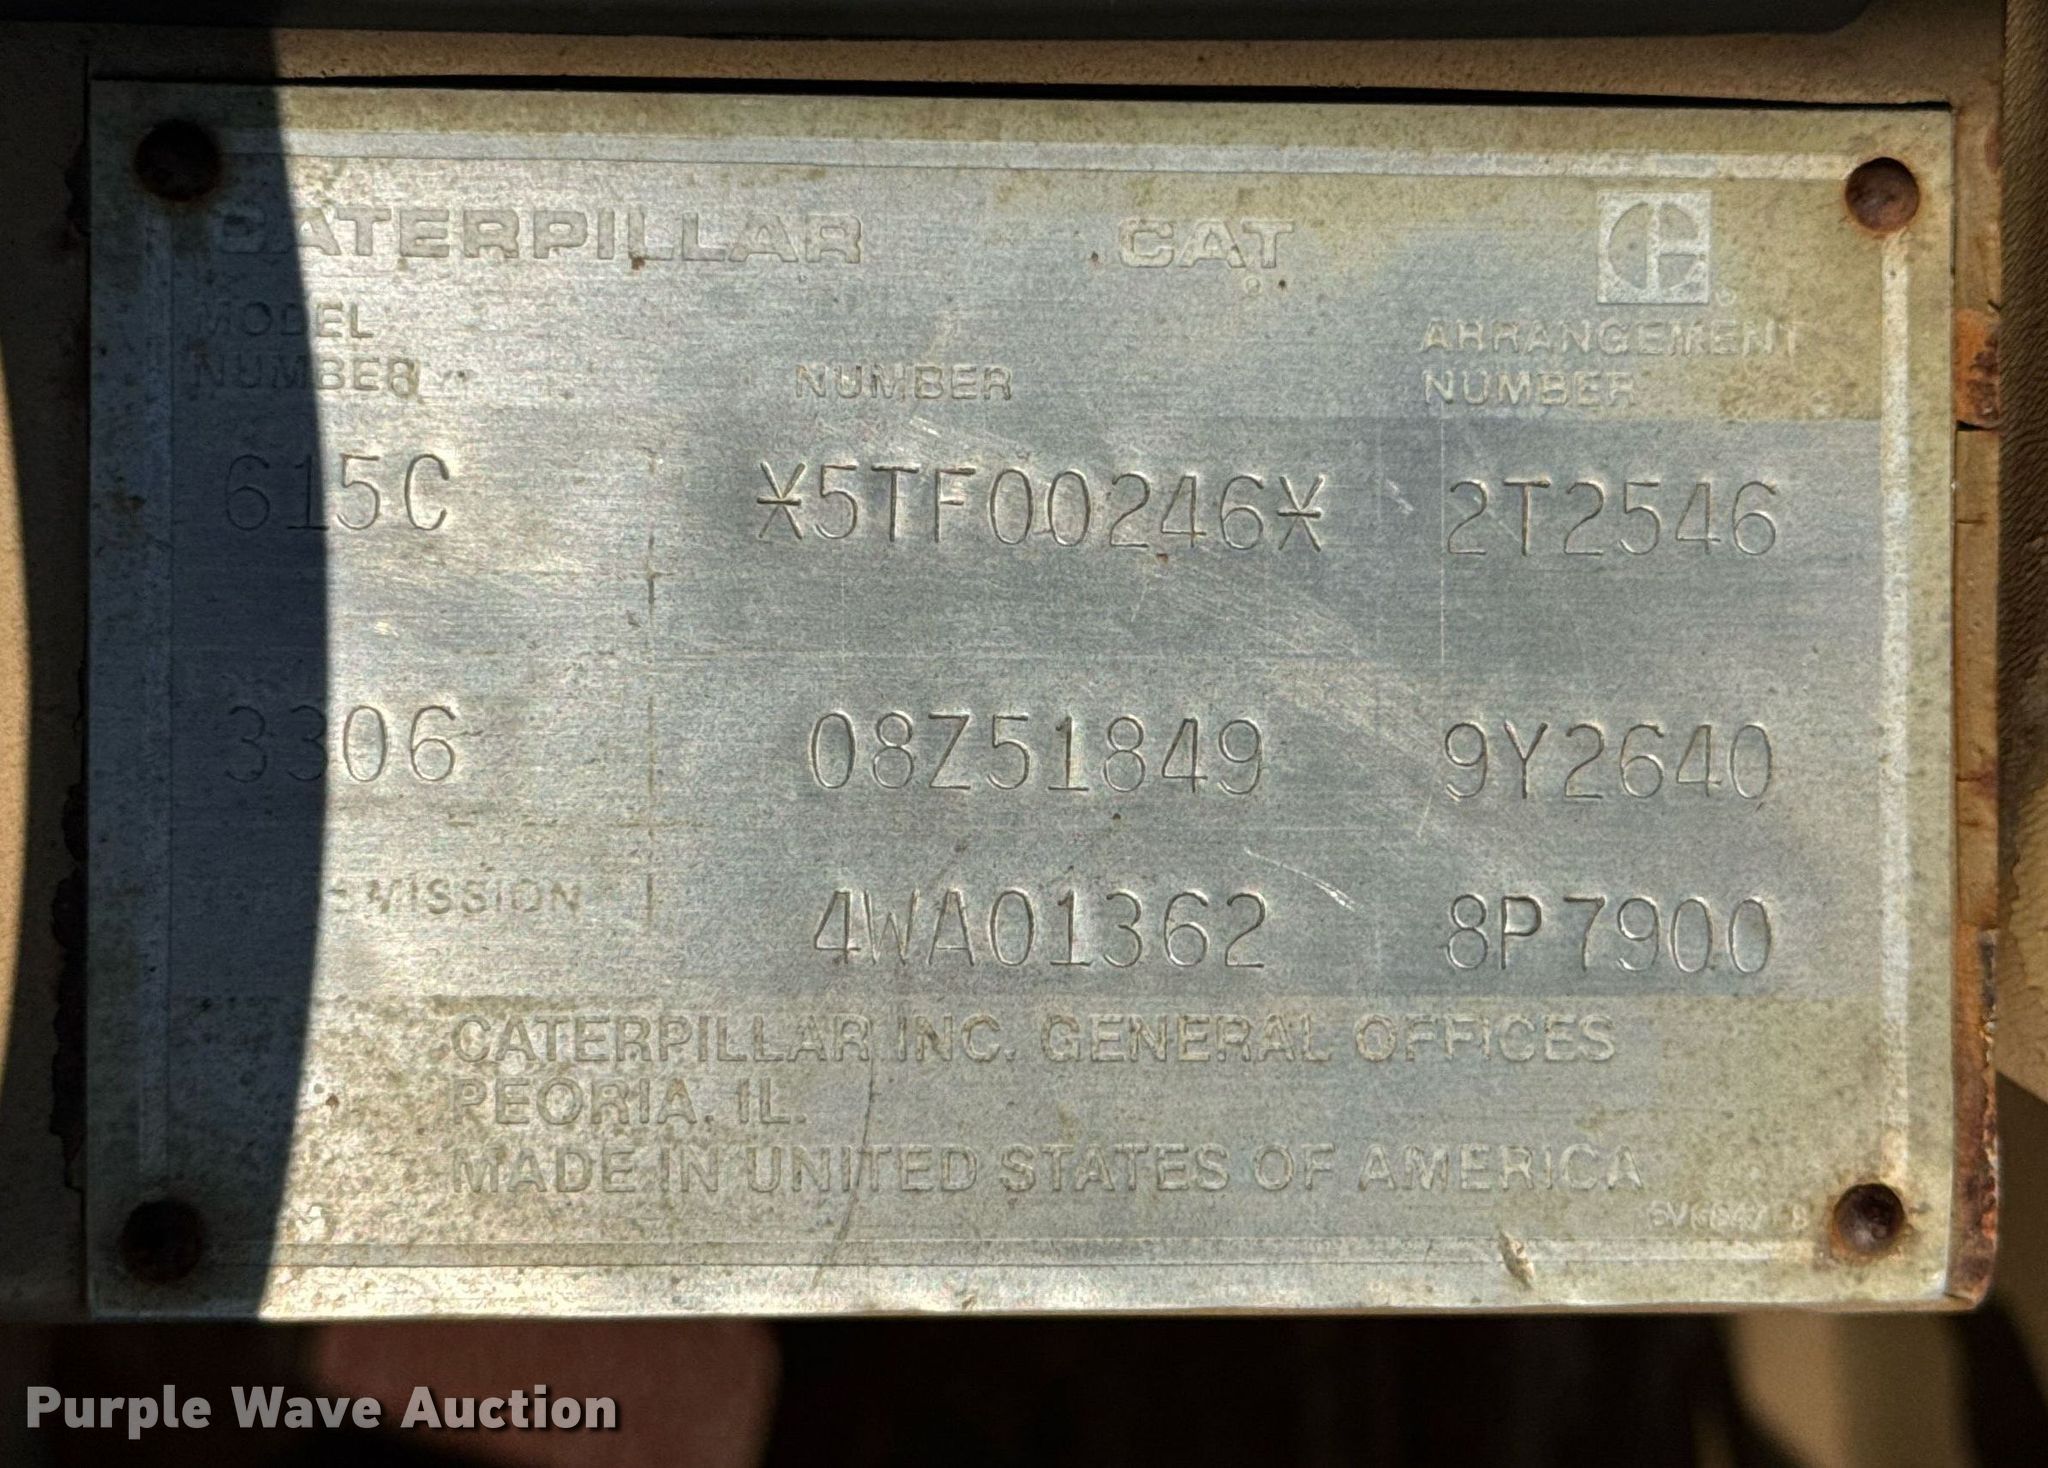 CATERPILLAR CAT
MODEL NUMBER NUMBER ARRANGEMENT NUMBER
615C *5TF00246* 2T2546
3306 08Z51849 9Y2640
TRANSMISSION 4WA01362 8P7900
CATERPILLAR INC. GENERAL OFFICES
PEORIA, IL.
MADE IN UNITED STATES OF AMERICA
Purple Wave Auction